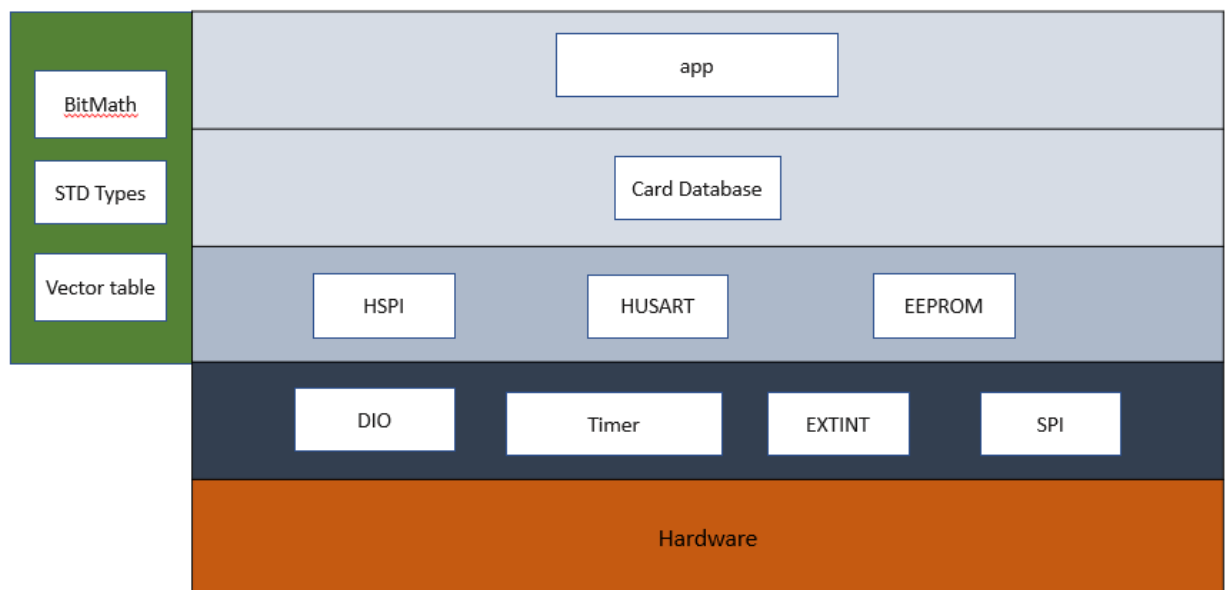 app
BitMath
Card Database
STD Types
Vector table
HSPI
HUSART
EEPROM
DIO
Timer
EXTINT
SPI
Hardware